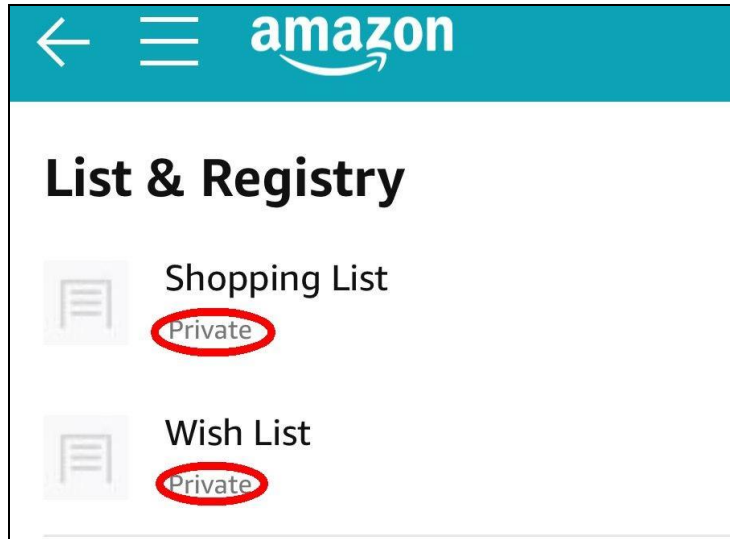 amazon
List & Registry
Shopping List
Private
Wish List
Private